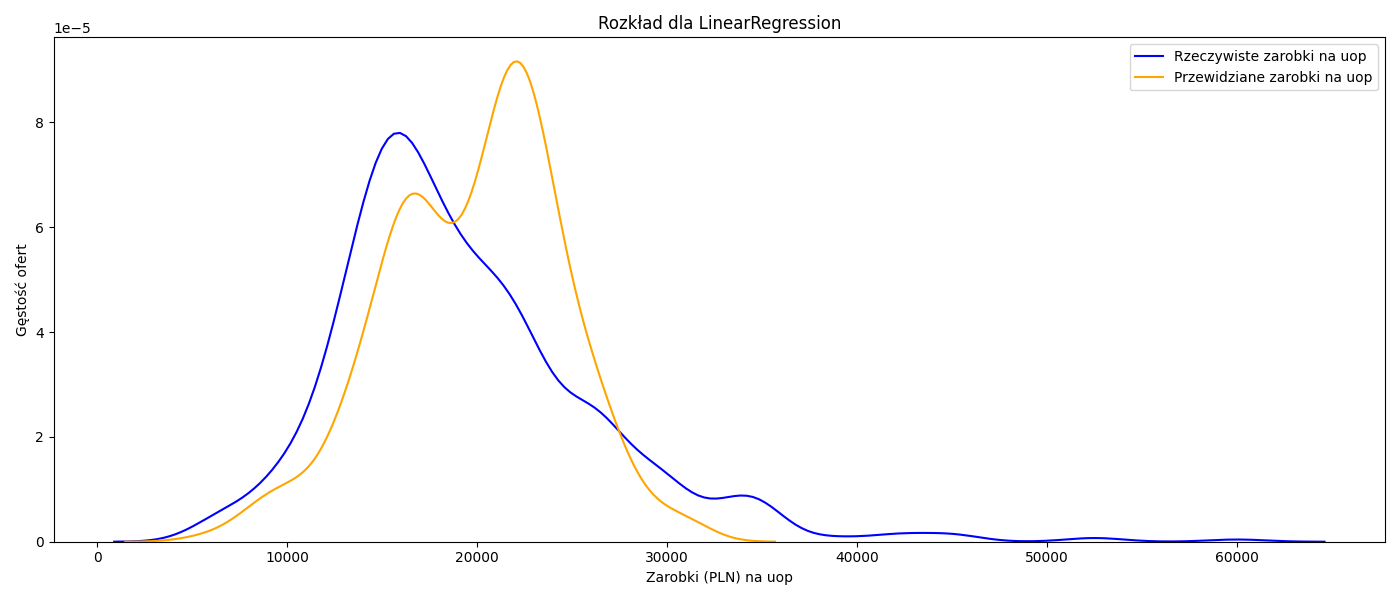 Rozkład dla LinearRegression
1e−5
Rzeczywiste zarobki na uop
Przewidziane zarobki na uop
8
6
4
2
0
Gęstość ofert
0 10000 20000 30000 40000 50000 60000
Zarobki (PLN) na uop